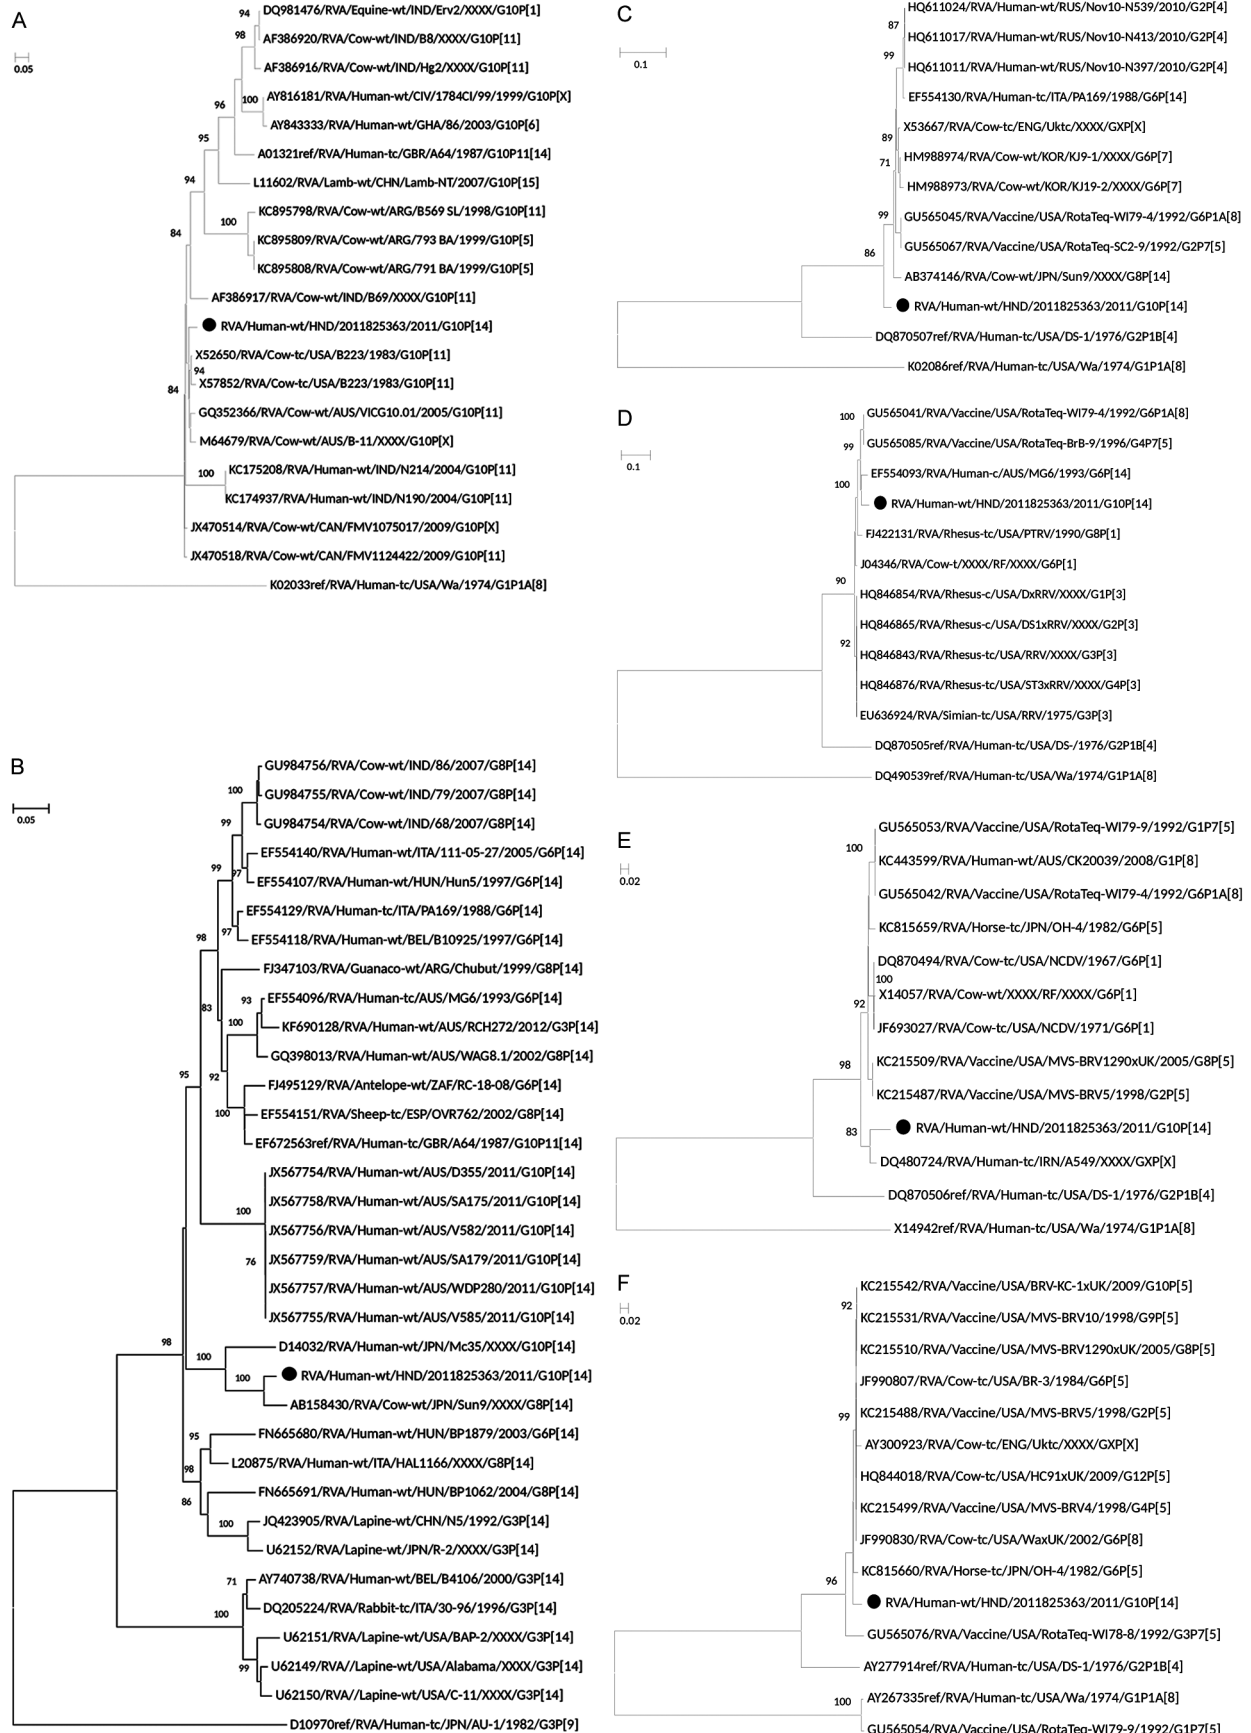 A
0.05
94
DQ981476/RVA/Equine-wt/IND/Erv2/XXXX/G10P[1]
98
AF386920/RVA/Cow-wt/IND/B8/XXXX/G10P[11]
AF386916/RVA/Cow-wt/IND/Hg2/XXXX/G10P[11]
100
AY816181/RVA/Human-wt/CIV/1784CI/99/1999/G10P[X]
96
AY843333/RVA/Human-wt/GHA/86/2003/G10P[6]
95
A01321ref/RVA/Human-tc/GBR/A64/1987/G10P11[14]
94
L11602/RVA/Lamb-wt/CHN/Lamb-NT/2007/G10P[15]
KC895798/RVA/Cow-wt/ARG/B569 SL/1998/G10P[11]
100
84
KC895809/RVA/Cow-wt/ARG/793 BA/1999/G10P[5]
KC895808/RVA/Cow-wt/ARG/791 BA/1999/G10P[5]
AF386917/RVA/Cow-wt/IND/B69/XXXX/G10P[11]
RVA/Human-wt/HND/2011825363/2011/G10P[14]
X52650/RVA/Cow-tc/USA/B223/1983/G10P[11]
94
84
X57852/RVA/Cow-tc/USA/B223/1983/G10P[11]
GQ352366/RVA/Cow-wt/AUS/VICG10.01/2005/G10P[11]
M64679/RVA/Cow-wt/AUS/B-11/XXXX/G10P[X]
100
KC175208/RVA/Human-wt/IND/N214/2004/G10P[11]
KC174937/RVA/Human-wt/IND/N190/2004/G10P[11]
JX470514/RVA/Cow-wt/CAN/FMV1075017/2009/G10P[X]
JX470518/RVA/Cow-wt/CAN/FMV1124422/2009/G10P[11]
K02033ref/RVA/Human-tc/USA/Wa/1974/G1P1A[8]
B
0.05
GU984756/RVA/Cow-wt/IND/86/2007/G8P[14]
100
GU984755/RVA/Cow-wt/IND/79/2007/G8P[14]
99
GU984754/RVA/Cow-wt/IND/68/2007/G8P[14]
EF554140/RVA/Human-wt/ITA/111-05-27/2005/G6P[14]
99
97
EF554107/RVA/Human-wt/HUN/Hun5/1997/G6P[14]
EF554129/RVA/Human-tc/ITA/PA169/1988/G6P[14]
98
97
EF554118/RVA/Human-wt/BEL/B10925/1997/G6P[14]
FJ347103/RVA/Guanaco-wt/ARG/Chubut/1999/G8P[14]
83
93
EF554096/RVA/Human-tc/AUS/MG6/1993/G6P[14]
100
KF690128/RVA/Human-wt/AUS/RCH272/2012/G3P[14]
GQ398013/RVA/Human-wt/AUS/WAG8.1/2002/G8P[14]
95
92
FJ495129/RVA/Antelope-wt/ZAF/RC-18-08/G6P[14]
100
EF554151/RVA/Sheep-tc/ESP/OVR762/2002/G8P[14]
EF672563ref/RVA/Human-tc/GBR/A64/1987/G10P11[14]
JX567754/RVA/Human-wt/AUS/D355/2011/G10P[14]
100
JX567758/RVA/Human-wt/AUS/SA175/2011/G10P[14]
JX567756/RVA/Human-wt/AUS/V582/2011/G10P[14]
76
JX567759/RVA/Human-wt/AUS/SA179/2011/G10P[14]
JX567757/RVA/Human-wt/AUS/WDP280/2011/G10P[14]
JX567755/RVA/Human-wt/AUS/V585/2011/G10P[14]
98
100
D14032/RVA/Human-wt/JPN/Mc35/XXXX/G10P[14]
100
RVA/Human-wt/HND/2011825363/2011/G10P[14]
AB158430/RVA/Cow-wt/JPN/Sun9/XXXX/G8P[14]
95
FN665680/RVA/Human-wt/HUN/BP1879/2003/G6P[14]
98
L20875/RVA/Human-wt/ITA/HAL1166/XXXX/G8P[14]
86
FN665691/RVA/Human-wt/HUN/BP1062/2004/G8P[14]
100
JQ423905/RVA/Lapine-wt/CHN/N5/1992/G3P[14]
U62152/RVA/Lapine-wt/JPN/R-2/XXXX/G3P[14]
71
AY740738/RVA/Human-wt/BEL/B4106/2000/G3P[14]
100
DQ205224/RVA/Rabbit-tc/ITA/30-96/1996/G3P[14]
U62151/RVA/Lapine-wt/USA/BAP-2/XXXX/G3P[14]
99
U62149/RVA//Lapine-wt/USA/Alabama/XXXX/G3P[14]
U62150/RVA//Lapine-wt/USA/C-11/XXXX/G3P[14]
D10970ref/RVA/Human-tc/JPN/AU-1/1982/G3P[9]
C
0.1
HQ611024/RVA/Human-wt/RUS/Nov10-N539/2010/G2P[4]
87
HQ611017/RVA/Human-wt/RUS/Nov10-N413/2010/G2P[4]
99
HQ611011/RVA/Human-wt/RUS/Nov10-N397/2010/G2P[4]
EF554130/RVA/Human-tc/ITA/PA169/1988/G6P[14]
X53667/RVA/Cow-tc/ENG/Uktc/XXXX/GXP[X]
89
71
HM988974/RVA/Cow-wt/KOR/KJ9-1/XXXX/G6P[7]
HM988973/RVA/Cow-wt/KOR/KJ19-2/XXXX/G6P[7]
99
GU565045/RVA/Vaccine/USA/RotaTeq-WI79-4/1992/G6P1A[8]
86
GU565067/RVA/Vaccine/USA/RotaTeq-SC2-9/1992/G2P7[5]
AB374146/RVA/Cow-wt/JPN/Sun9/XXXX/G8P[14]
RVA/Human-wt/HND/2011825363/2011/G10P[14]
DQ870507ref/RVA/Human-tc/USA/DS-1/1976/G2P1B[4]
K02086ref/RVA/Human-tc/USA/Wa/1974/G1P1A[8]
D
0.1
100
GU565041/RVA/Vaccine/USA/RotaTeq-WI79-4/1992/G6P1A[8]
99
GU565085/RVA/Vaccine/USA/RotaTeq-BrB-9/1996/G4P7[5]
EF554093/RVA/Human-c/AUS/MG6/1993/G6P[14]
100
RVA/Human-wt/HND/2011825363/2011/G10P[14]
FJ422131/RVA/Rhesus-tc/USA/PTRV/1990/G8P[1]
J04346/RVA/Cow-t/XXXX/RF/XXXX/G6P[1]
90
HQ846854/RVA/Rhesus-c/USA/DxRRV/XXXX/G1P[3]
HQ846865/RVA/Rhesus-c/USA/DS1xRRV/XXXX/G2P[3]
92
HQ846843/RVA/Rhesus-tc/USA/RRV/XXXX/G3P[3]
HQ846876/RVA/Rhesus-tc/USA/ST3xRRV/XXXX/G4P[3]
EU636924/RVA/Simian-tc/USA/RRV/1975/G3P[3]
DQ870505ref/RVA/Human-tc/USA/DS-/1976/G2P1B[4]
DQ490539ref/RVA/Human-tc/USA/Wa/1974/G1P1A[8]
E
0.02
GU565053/RVA/Vaccine/USA/RotaTeq-WI79-9/1992/G1P7[5]
100
KC443599/RVA/Human-wt/AUS/CK20039/2008/G1P[8]
GU565042/RVA/Vaccine/USA/RotaTeq-WI79-4/1992/G6P1A[8]
KC815659/RVA/Horse-tc/JPN/OH-4/1982/G6P[5]
DQ870494/RVA/Cow-tc/USA/NCDV/1967/G6P[1]
100
92
X14057/RVA/Cow-wt/XXXX/RF/XXXX/G6P[1]
JF693027/RVA/Cow-tc/USA/NCDV/1971/G6P[1]
98
KC215509/RVA/Vaccine/USA/MVS-BRV1290xUK/2005/G8P[5]
KC215487/RVA/Vaccine/USA/MVS-BRV5/1998/G2P[5]
83
RVA/Human-wt/HND/2011825363/2011/G10P[14]
DQ480724/RVA/Human-tc/IRN/A549/XXXX/GXP[X]
DQ870506ref/RVA/Human-tc/USA/DS-1/1976/G2P1B[4]
X14942ref/RVA/Human-tc/USA/Wa/1974/G1P1A[8]
F
0.02
KC215542/RVA/Vaccine/USA/BRV-KC-1xUK/2009/G10P[5]
92
KC215531/RVA/Vaccine/USA/MVS-BRV10/1998/G9P[5]
KC215510/RVA/Vaccine/USA/MVS-BRV1290xUK/2005/G8P[5]
JF990807/RVA/Cow-tc/USA/BR-3/1984/G6P[5]
99
KC215488/RVA/Vaccine/USA/MVS-BRV5/1998/G2P[5]
AY300923/RVA/Cow-tc/ENG/Uktc/XXXX/GXP[X]
HQ844018/RVA/Cow-tc/USA/HC91xUK/2009/G12P[5]
KC215499/RVA/Vaccine/USA/MVS-BRV4/1998/G4P[5]
JF990830/RVA/Cow-tc/USA/WaxUK/2002/G6P[8]
96
KC815660/RVA/Horse-tc/JPN/OH-4/1982/G6P[5]
RVA/Human-wt/HND/2011825363/2011/G10P[14]
GU565076/RVA/Vaccine/USA/RotaTeq-WI78-8/1992/G3P7[5]
AY277914ref/RVA/Human-tc/USA/DS-1/1976/G2P1B[4]
100
AY267335ref/RVA/Human-tc/USA/Wa/1974/G1P1A[8]
GU565054/RVA/Vaccine/USA/RotaTeq-WI79-9/1992/G1P7[5]